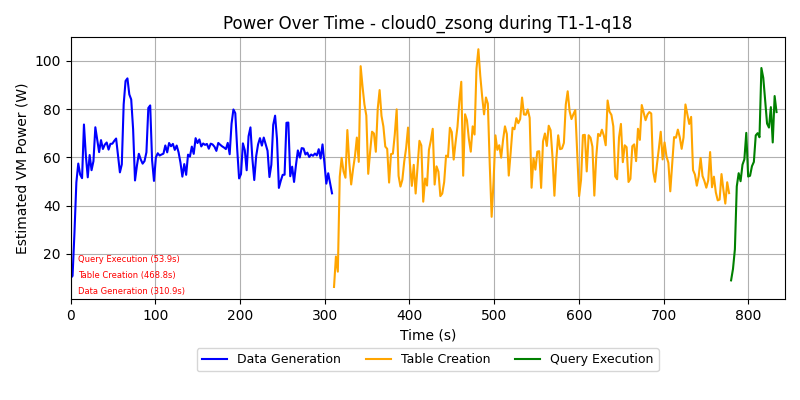 Power Over Time - cloud0_zsong during T1-1-q18
Estimated VM Power (W)
100
80
60
40
20
Query Execution (53.9s)
Table Creation (468.8s)
Data Generation (310.9s)
0 100 200 300 400 500 600 700 800
Time (s)
Data Generation Table Creation Query Execution